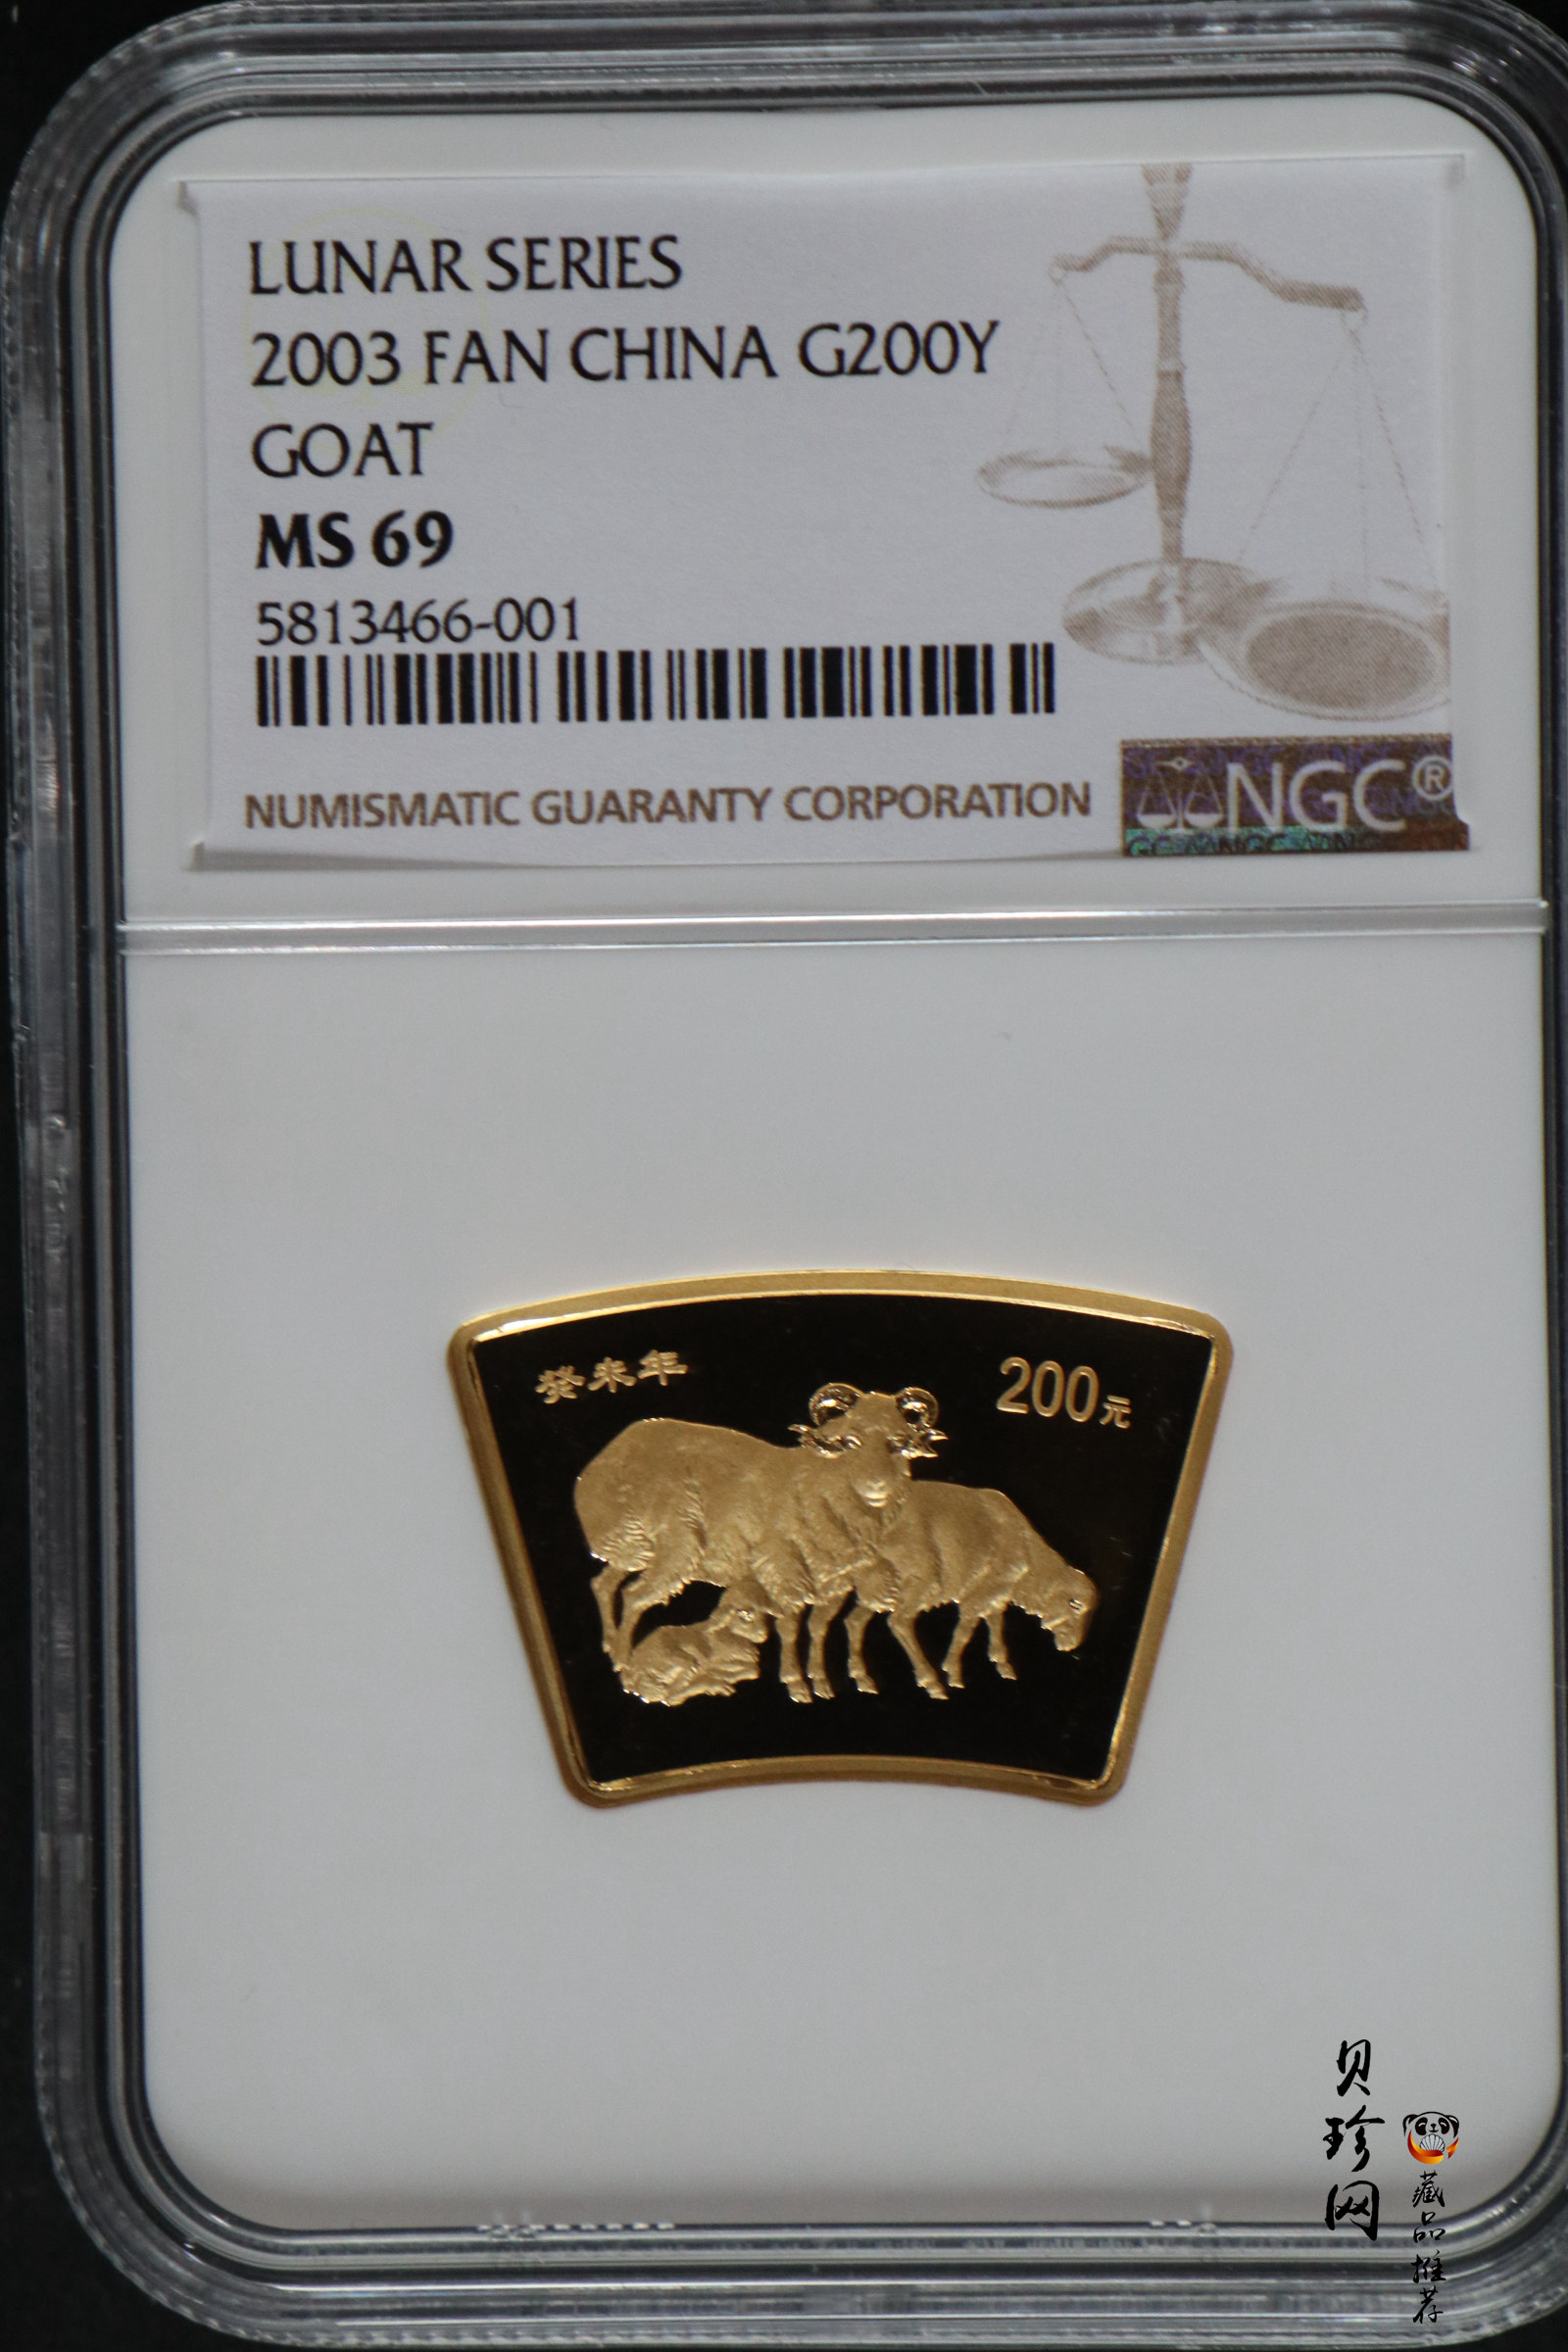 LUNAR SERIES
2003 FAN CHINA G200Y
GOAT
MS 69
5813466-001
NUMISMATIC GUARANTY CORPORATION
NGC®
癸未年
200元
贝珍网
藏品推荐